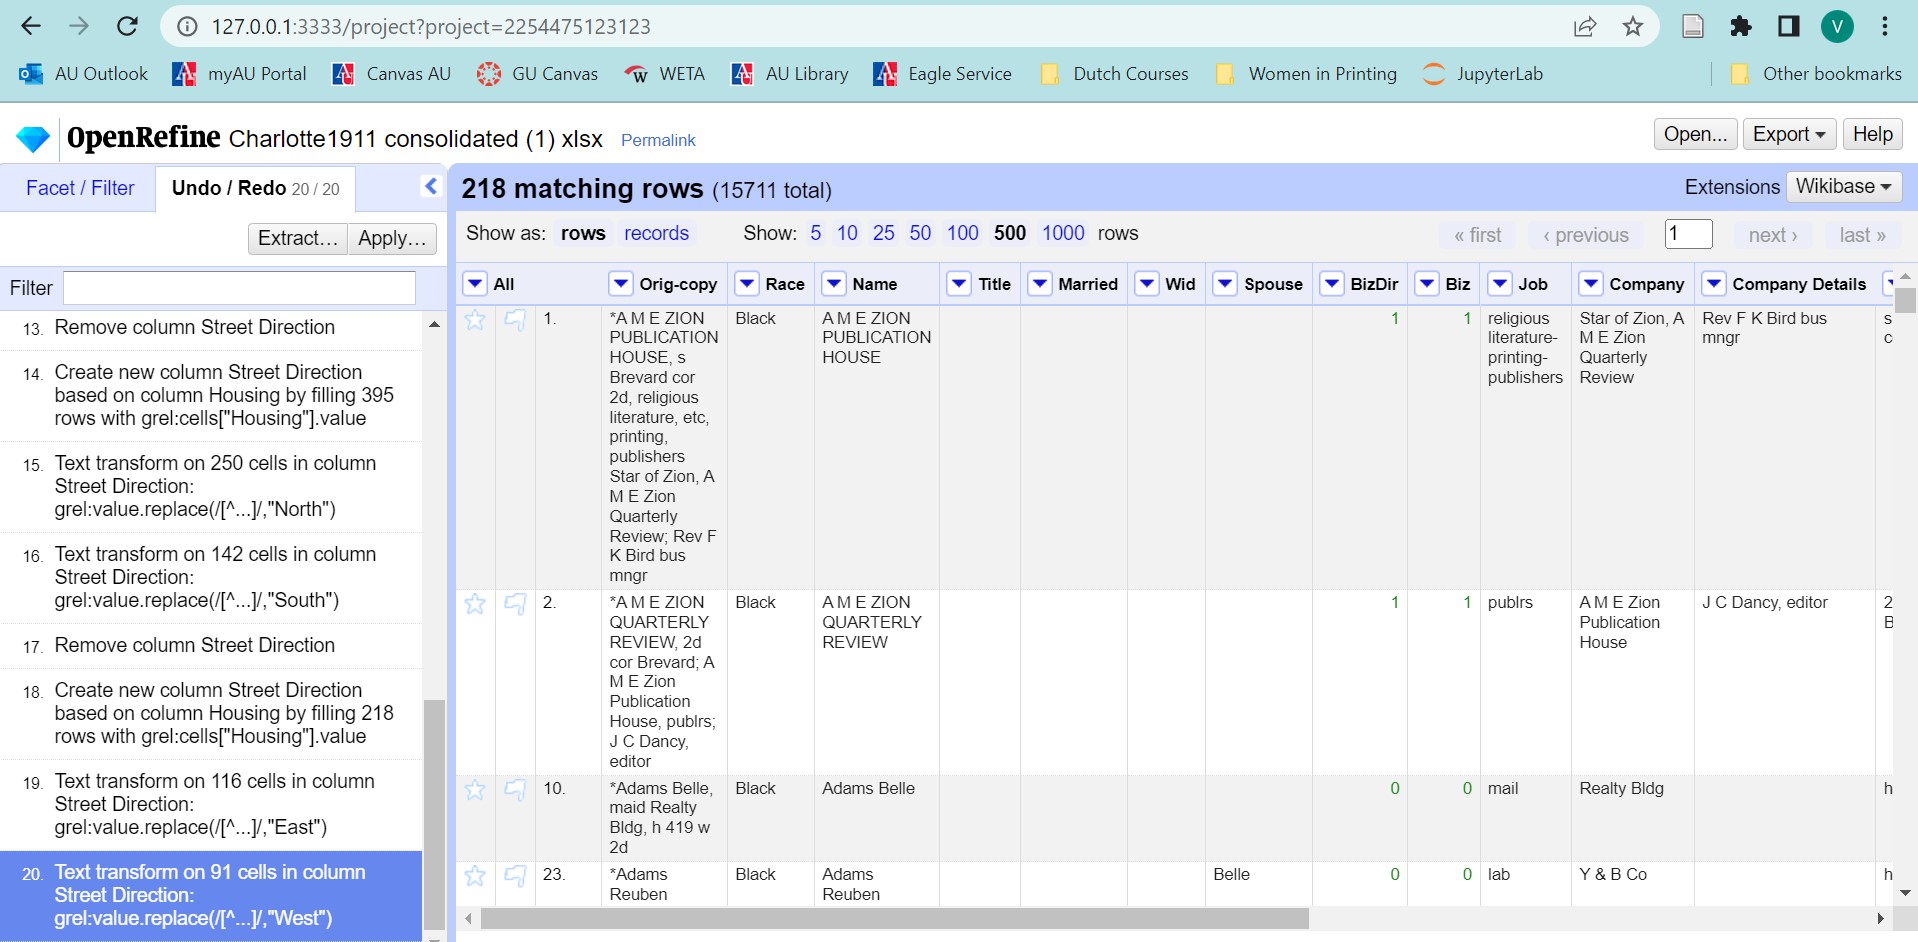 127.0.0.1:3333/project?project=2254475123123
V
AU Outlook myAU Portal Canvas AU GU Canvas WETA AU Library Eagle Service Dutch Courses Women in Printing JupyterLab Other bookmarks
OpenRefine Charlotte1911 consolidated (1) xlsx Permalink
Open... Export Help
Facet / Filter Undo / Redo 20 / 20
Extract... Apply...
Filter
13. Remove column Street Direction
14. Create new column Street Direction
based on column Housing by filling 395
rows with grel:cells["Housing"].value
15. Text transform on 250 cells in column
Street Direction:
grel:value.replace(/[^...]/,"North")
16. Text transform on 142 cells in column
Street Direction:
grel:value.replace(/[^...]/,"South")
17. Remove column Street Direction
18. Create new column Street Direction
based on column Housing by filling 218
rows with grel:cells["Housing"].value
19. Text transform on 116 cells in column
Street Direction:
grel:value.replace(/[^...]/,"East")
20. Text transform on 91 cells in column
Street Direction:
grel:value.replace(/[^...]/,"West")
218 matching rows (15711 total)
Extensions Wikibase
Show as: rows records Show: 5 10 25 50 100 500 1000 rows
« first ‹ previous 1 next › last »
All Orig-copy Race Name Title Married Wid Spouse BizDir Biz Job Company Company Details
1.
*A M E ZION
PUBLICATION
HOUSE, s
Brevard cor
2d, religious
literature, etc,
printing,
publishers
Star of Zion, A
M E Zion
Quarterly
Review; Rev F
K Bird bus
mngr
Black
A M E ZION
PUBLICATION
HOUSE
1
1
religious
literature-
printing-
publishers
Star of Zion, A
M E Zion
Quarterly
Review
Rev F K Bird bus
mngr
s
c
2.
*A M E ZION
QUARTERLY
REVIEW, 2d
cor Brevard; A
M E Zion
Publication
House, publrs;
J C Dancy,
editor
Black
A M E ZION
QUARTERLY
REVIEW
1
1
publrs
A M E Zion
Publication
House
J C Dancy, editor
2
B
10.
*Adams Belle,
maid Realty
Bldg, h 419 w
2d
Black
Adams Belle
0
0
mail
Realty Bldg
h
23.
*Adams
Reuben
Black
Adams
Reuben
Belle
0
0
lab
Y & B Co
h